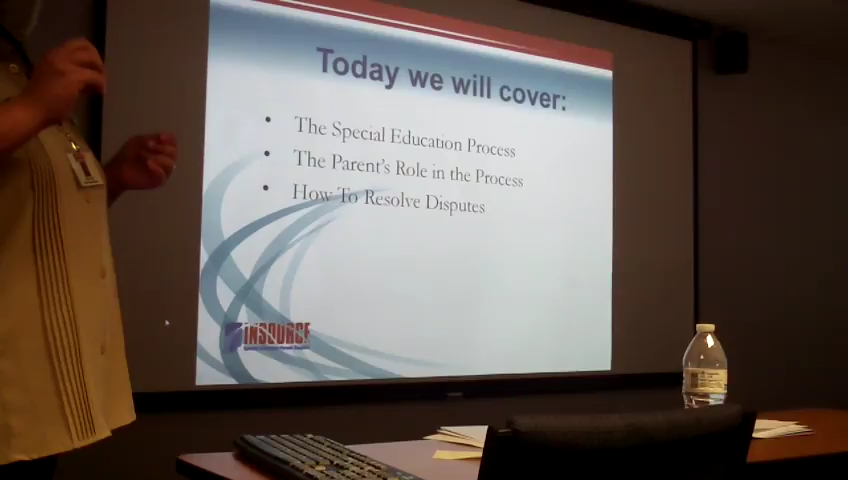 Today we will cover:
• The Special Education Process
• The Parent's Role in the Process
• How To Resolve Disputes
INSOURCE